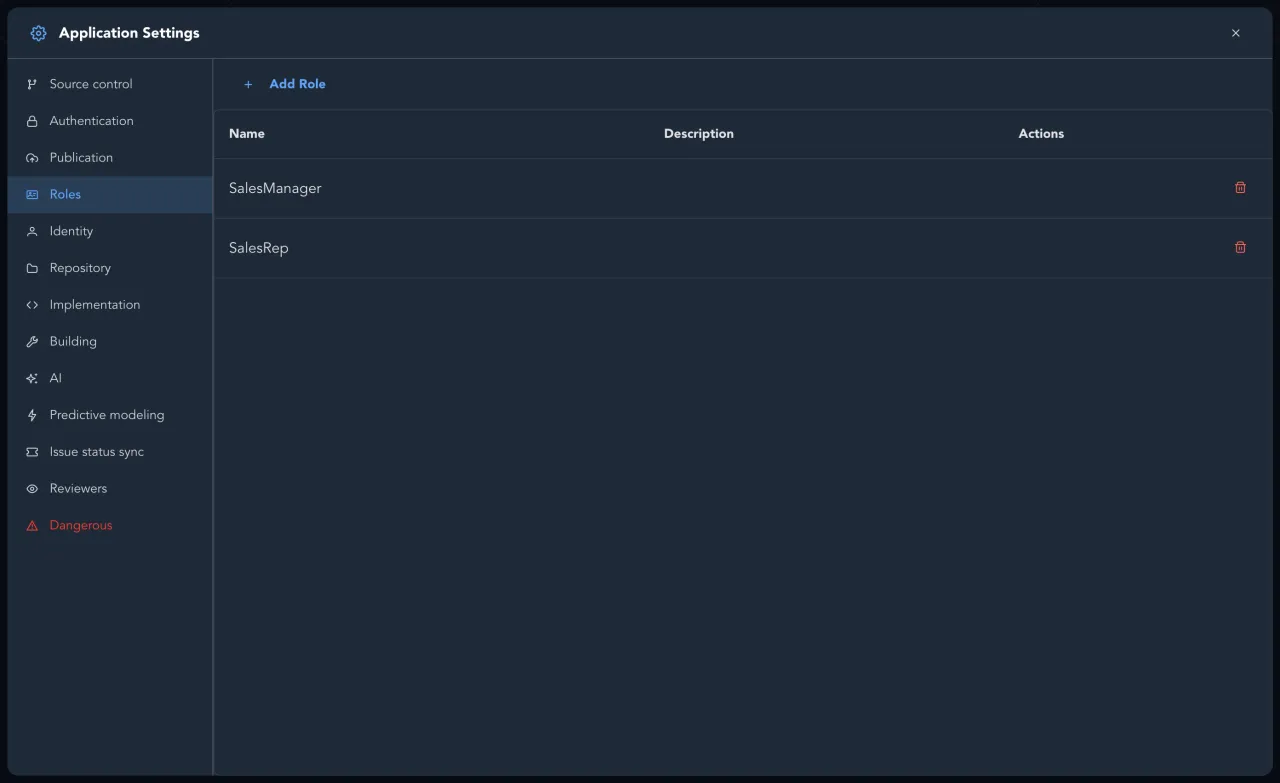 Application Settings
Source control
Authentication
Publication
Roles
Identity
Repository
Implementation
Building
AI
Predictive modeling
Issue status sync
Reviewers
Dangerous
+ Add Role
Name Description Actions
SalesManager
SalesRep